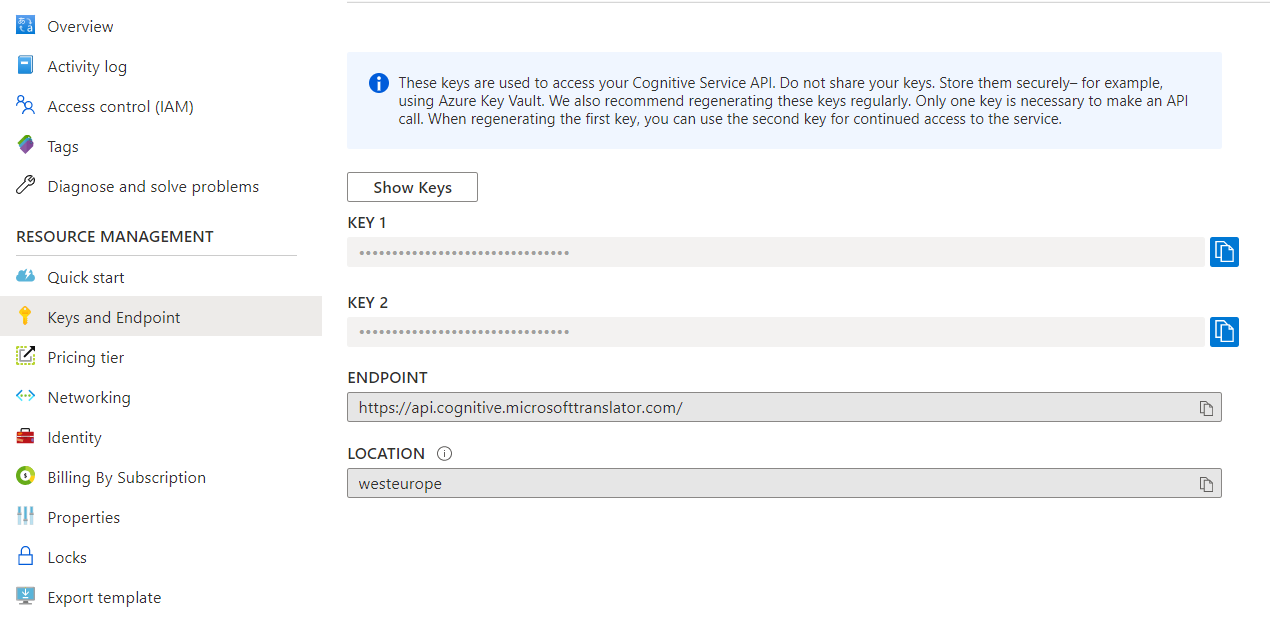 Overview
Activity log
Access control (IAM)
Tags
Diagnose and solve problems
RESOURCE MANAGEMENT
Quick start
Keys and Endpoint
Pricing tier
Networking
Identity
Billing By Subscription
Properties
Locks
Export template
These keys are used to access your Cognitive Service API. Do not share your keys. Store them securely– for example,
using Azure Key Vault. We also recommend regenerating these keys regularly. Only one key is necessary to make an API
call. When regenerating the first key, you can use the second key for continued access to the service.
Show Keys
KEY 1
••••••••••••••••••••••••••••••••
KEY 2
••••••••••••••••••••••••••••••••
ENDPOINT
https://api.cognitive.microsofttranslator.com/
LOCATION
westeurope